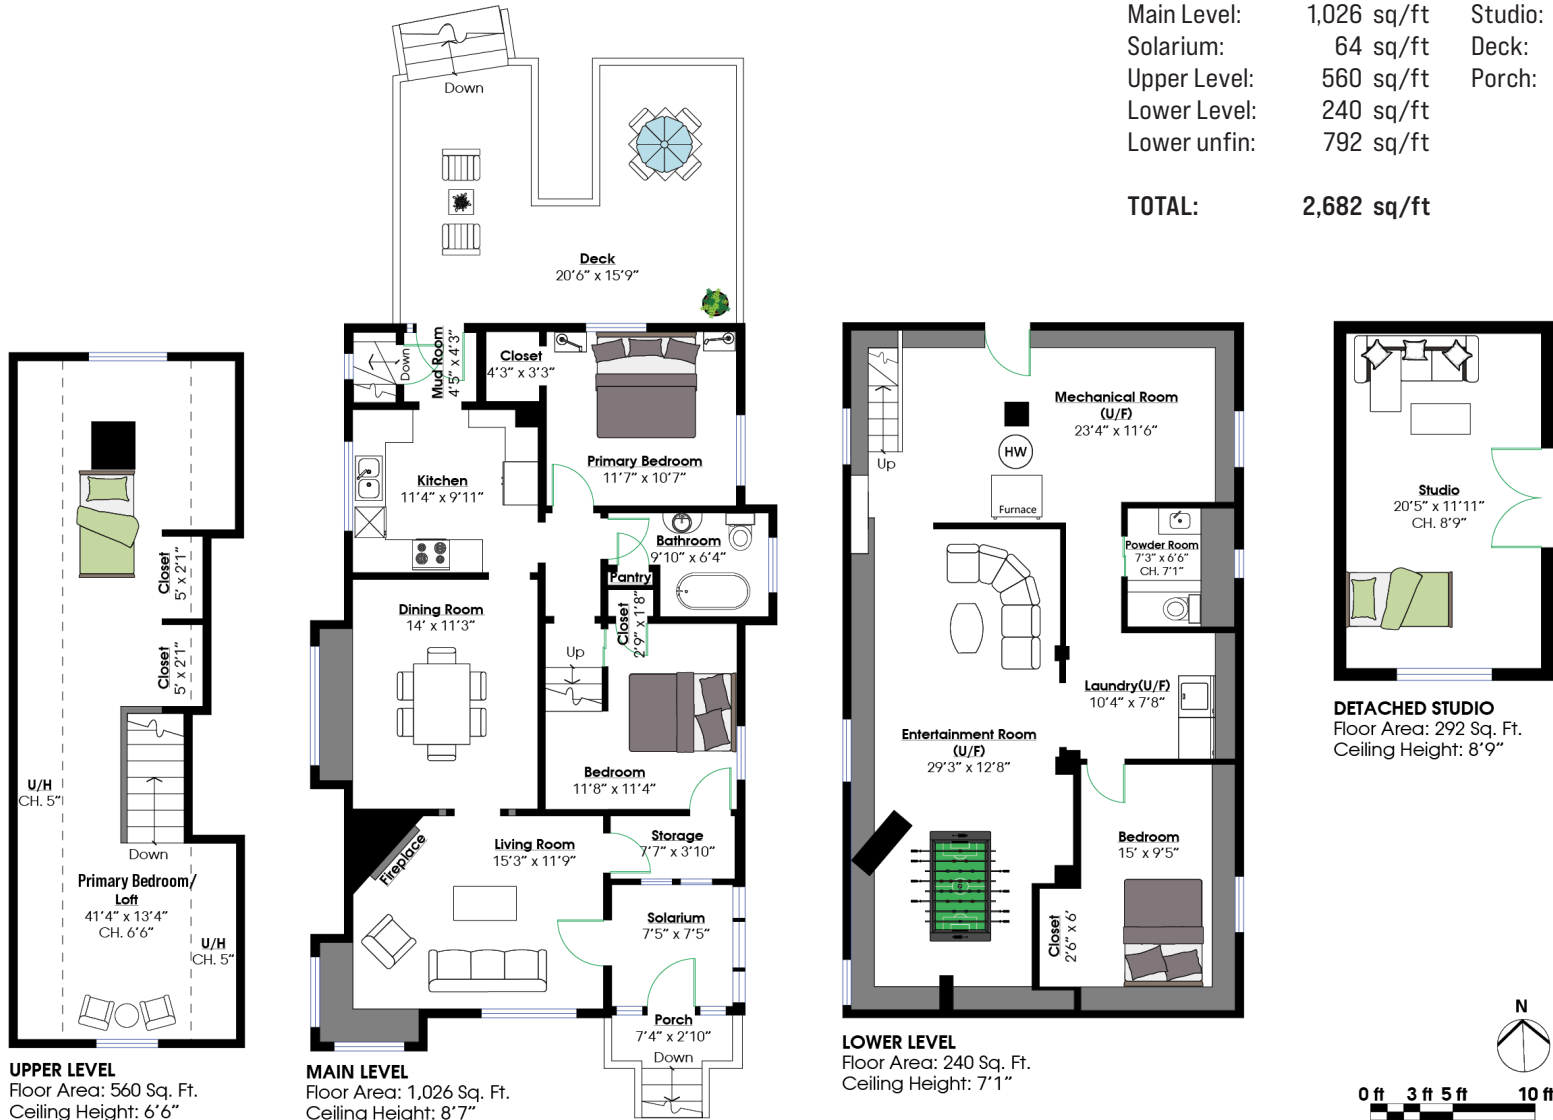 Main Level: 1,026 sq/ft Studio:
Solarium: 64 sq/ft Deck:
Upper Level: 560 sq/ft Porch:
Lower Level: 240 sq/ft
Lower unfin: 792 sq/ft
TOTAL: 2,682 sq/ft
Down
Deck
20'6" x 15'9"
Down
Mud Room
4'5" x 4'3"
Closet
4'3" x 3'3"
Primary Bedroom
11'7" x 10'7"
Kitchen
11'4" x 9'11"
Bathroom
9'10" x 6'4"
Pantry
Closet
2'9" x 1'8"
Dining Room
14' x 11'3"
Up
Bedroom
11'8" x 11'4"
Living Room
15'3" x 11'9"
Fireplace
Storage
7'7" x 3'10"
Solarium
7'5" x 7'5"
Porch
7'4" x 2'10"
Down
MAIN LEVEL
Floor Area: 1,026 Sq. Ft.
Ceiling Height: 8'7"
Closet
5' x 2'1"
Closet
5' x 2'1"
U/H
CH. 5"
Down
Primary Bedroom/
Loft
41'4" x 13'4"
CH. 6'6"
U/H
CH. 5"
UPPER LEVEL
Floor Area: 560 Sq. Ft.
Ceiling Height: 6'6"
Mechanical Room
(U/F)
23'4" x 11'6"
Up
HW
Furnace
Powder Room
7'3" x 6'6"
CH. 7'1"
Laundry(U/F)
10'4" x 7'8"
Entertainment Room
(U/F)
29'3" x 12'8"
Bedroom
15' x 9'5"
Closet
2'6" x 6'
LOWER LEVEL
Floor Area: 240 Sq. Ft.
Ceiling Height: 7'1"
Studio
20'5" x 11'11"
CH. 8'9"
DETACHED STUDIO
Floor Area: 292 Sq. Ft.
Ceiling Height: 8'9"
N
0 ft 3 ft 5 ft 10 ft